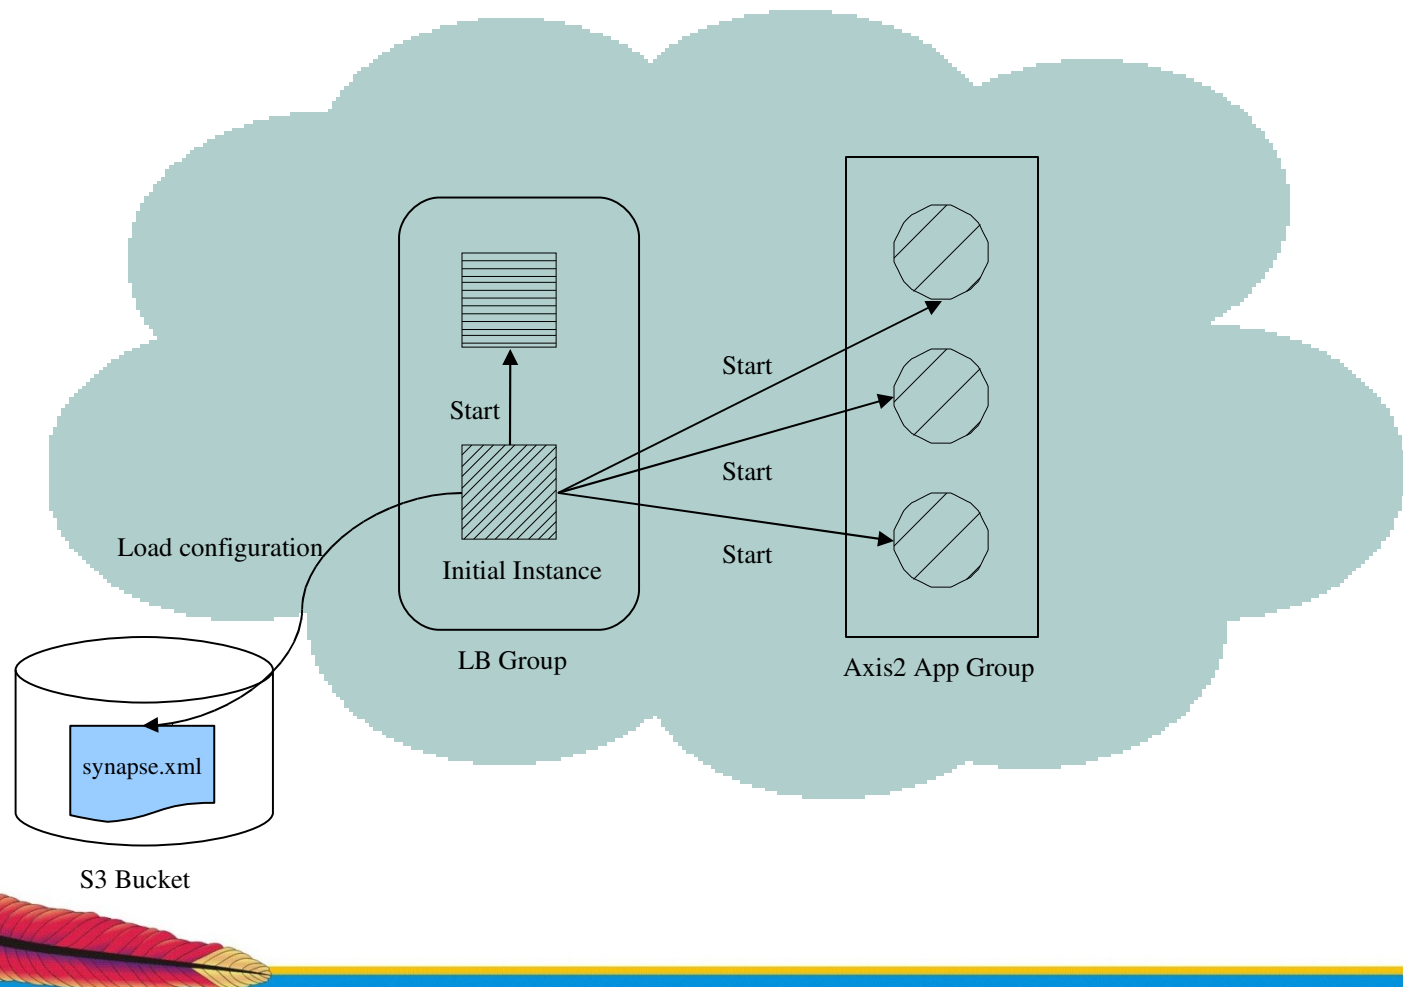 Start
Start
Start
Start
Load configuration
Initial Instance
LB Group
Axis2 App Group
synapse.xml
S3 Bucket